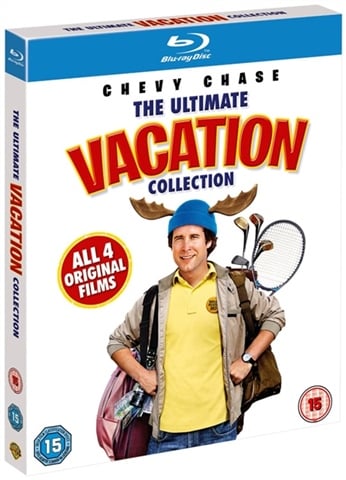 Blu-ray Disc
CHEVY CHASE
THE ULTIMATE
VACATION
COLLECTION
ALL 4
ORIGINAL
FILMS
15
THE ULTIMATE VACATION COLLECTION
15
15